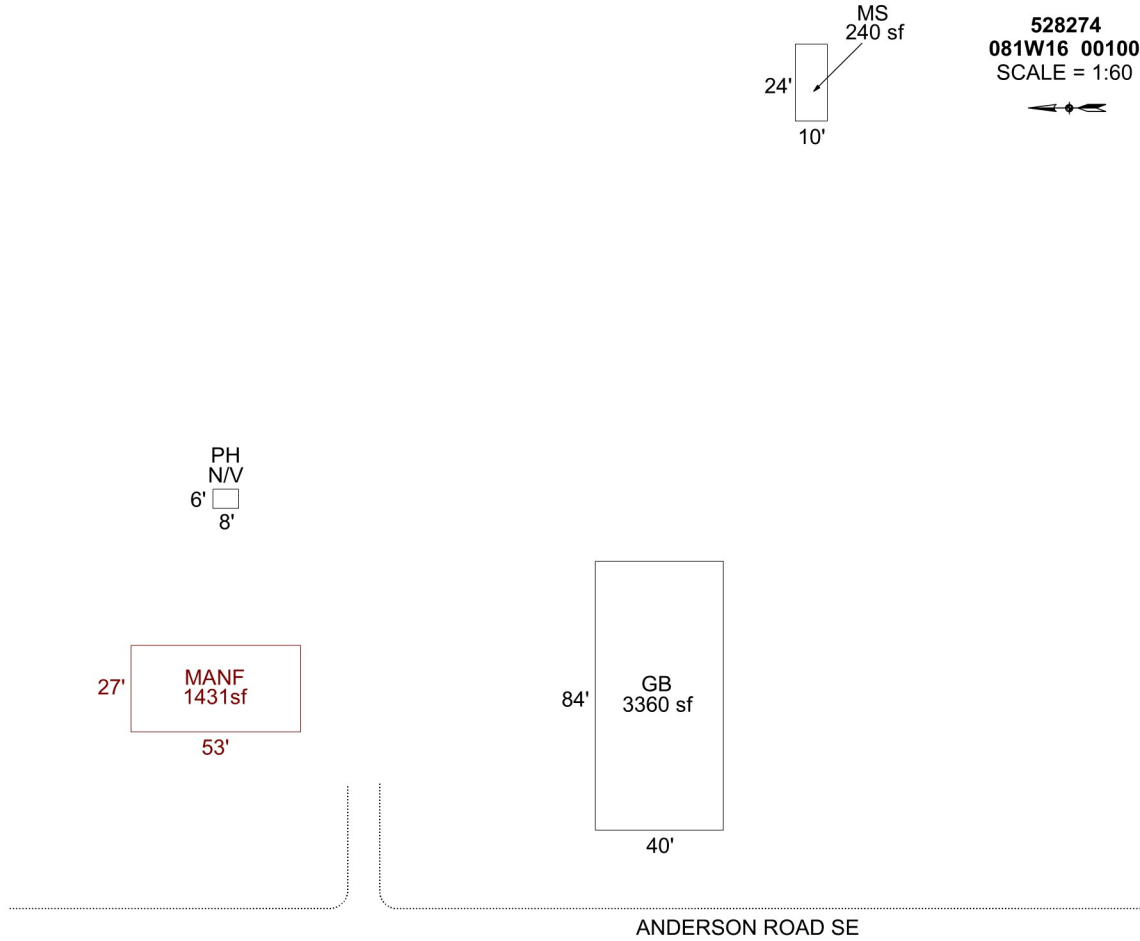 MS
240 sf
528274
081W16 00100
SCALE = 1:60
24'
10'
PH
N/V
6'
8'
27'
MANF
1431sf
53'
84'
GB
3360 sf
40'
ANDERSON ROAD SE